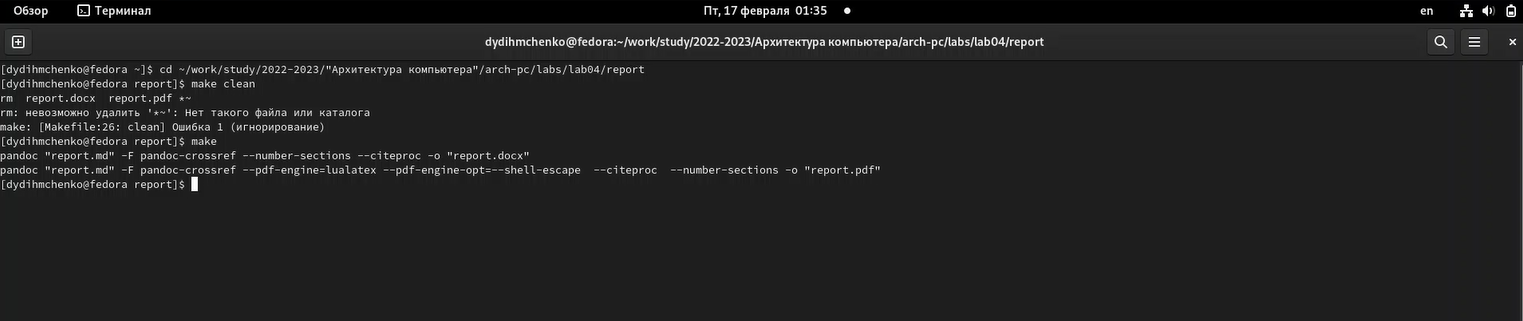 Обзор Терминал Пт, 17 февраля 01:35 en
dydihmchenko@fedora:~/work/study/2022-2023/Архитектура компьютера/arch-pc/labs/lab04/report
[dydihmchenko@fedora ~]$ cd ~/work/study/2022-2023/"Архитектура компьютера"/arch-pc/labs/lab04/report
[dydihmchenko@fedora report]$ make clean
rm  report.docx  report.pdf *~
rm: невозможно удалить '*~': Нет такого файла или каталога
make: [Makefile:26: clean] Ошибка 1 (игнорирование)
[dydihmchenko@fedora report]$ make
pandoc "report.md" -F pandoc-crossref --number-sections --citeproc -o "report.docx"
pandoc "report.md" -F pandoc-crossref --pdf-engine=lualatex --pdf-engine-opt=--shell-escape  --citeproc  --number-sections -o "report.pdf"
[dydihmchenko@fedora report]$